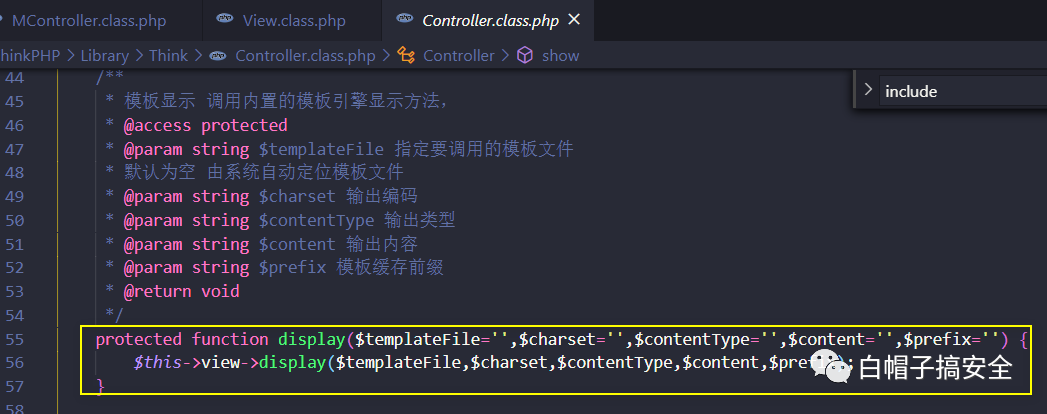 MController.class.php View.class.php Controller.class.php ×
hinkPHP > Library > Think > Controller.class.php > Controller > show
include
44 /**
45 * 模板显示 调用内置的模板引擎显示方法，
46 * @access protected
47 * @param string $templateFile 指定要调用的模板文件
48 * 默认为空 由系统自动定位模板文件
49 * @param string $charset 输出编码
50 * @param string $contentType 输出类型
51 * @param string $content 输出内容
52 * @param string $prefix 模板缓存前缀
53 * @return void
54 */
55 protected function display($templateFile='',$charset='',$contentType='',$content='',$prefix='') {
56 $this->view->display($templateFile,$charset,$contentType,$content,$prefix);
57 }
58
白帽子搞安全